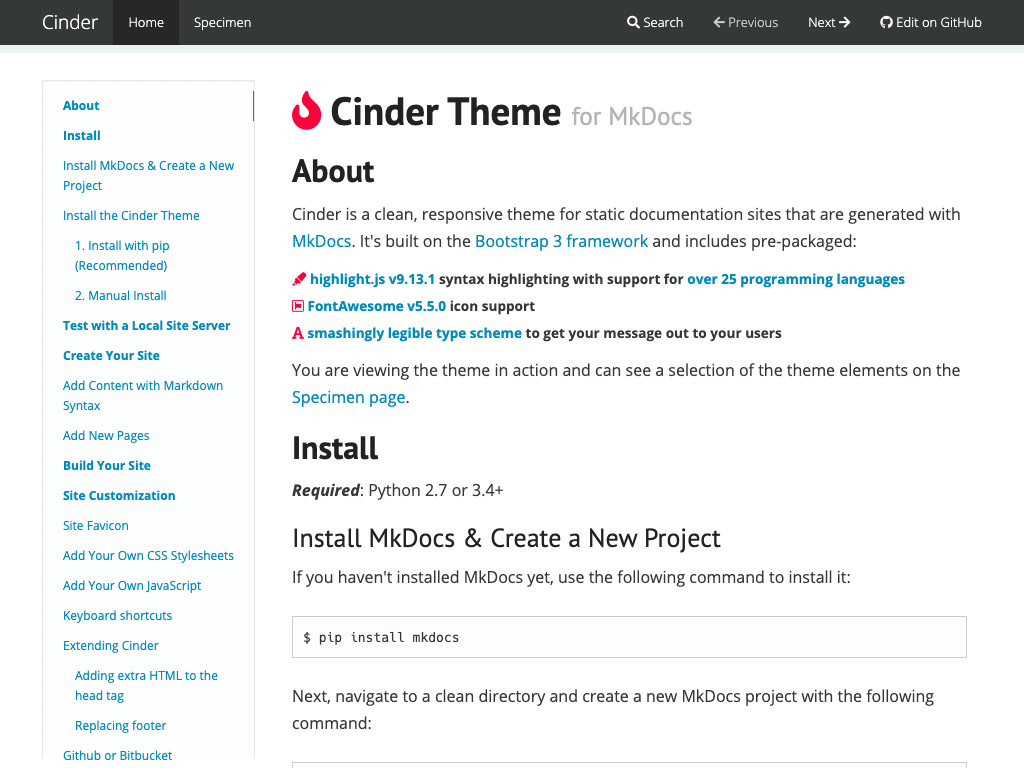 Cinder Home Specimen Search Previous Next Edit on GitHub
About
Install
Install MkDocs & Create a New
Project
Install the Cinder Theme
1. Install with pip
(Recommended)
2. Manual Install
Test with a Local Site Server
Create Your Site
Add Content with Markdown
Syntax
Add New Pages
Build Your Site
Site Customization
Site Favicon
Add Your Own CSS Stylesheets
Add Your Own JavaScript
Keyboard shortcuts
Extending Cinder
Adding extra HTML to the
head tag
Replacing footer
Github or Bitbucket
Cinder Theme for MkDocs
About
Cinder is a clean, responsive theme for static documentation sites that are generated with
MkDocs. It's built on the Bootstrap 3 framework and includes pre-packaged:
highlight.js v9.13.1 syntax highlighting with support for over 25 programming languages
FontAwesome v5.5.0 icon support
smashingly legible type scheme to get your message out to your users
You are viewing the theme in action and can see a selection of the theme elements on the
Specimen page.
Install
Required: Python 2.7 or 3.4+
Install MkDocs & Create a New Project
If you haven't installed MkDocs yet, use the following command to install it:
$ pip install mkdocs
Next, navigate to a clean directory and create a new MkDocs project with the following
command: